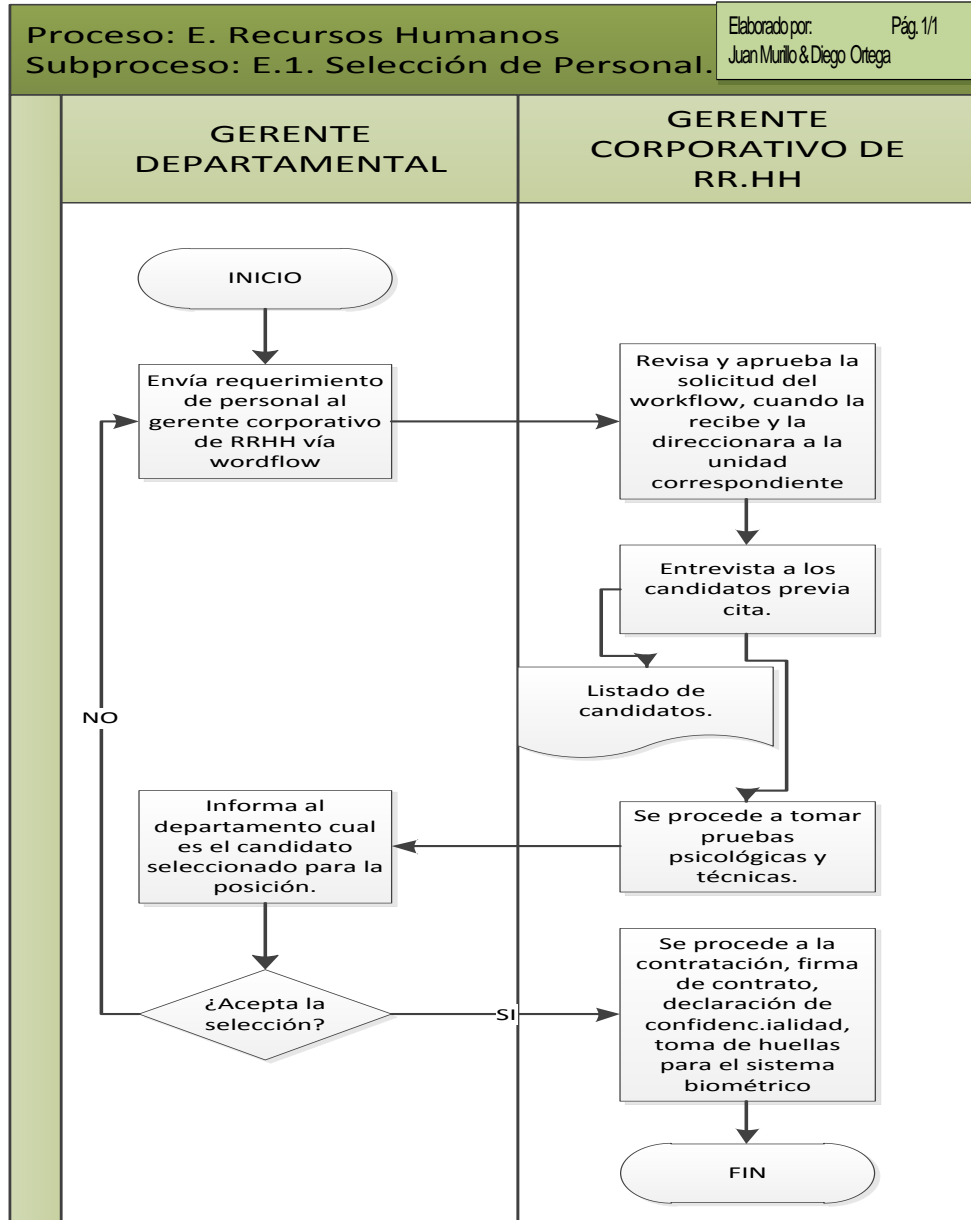 Proceso: E. Recursos Humanos
Subproceso: E.1. Selección de Personal.
Elaborado por: Pág. 1/1
Juan Murillo & Diego Ortega
GERENTE
DEPARTAMENTAL
GERENTE
CORPORATIVO DE
RR.HH
INICIO
Envía requerimiento
de personal al
gerente corporativo
de RRHH vía
wordflow
Revisa y aprueba la
solicitud del
workflow, cuando la
recibe y la
direccionara a la
unidad
correspondiente
Entrevista a los
candidatos previa
cita.
Listado de
candidatos.
NO
Informa al
departamento cual
es el candidato
seleccionado para la
posición.
Se procede a tomar
pruebas
psicológicas y
técnicas.
¿Acepta la
selección?
SI
Se procede a la
contratación, firma
de contrato,
declaración de
confidenc.ialidad,
toma de huellas
para el sistema
biométrico
FIN